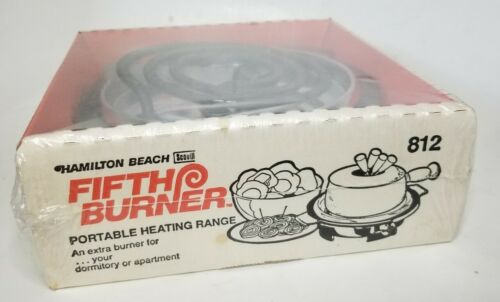 HAMILTON BEACH Scovill
812
FIFTH
BURNER
PORTABLE HEATING RANGE
An extra burner for
. . . your
dormitory or apartment